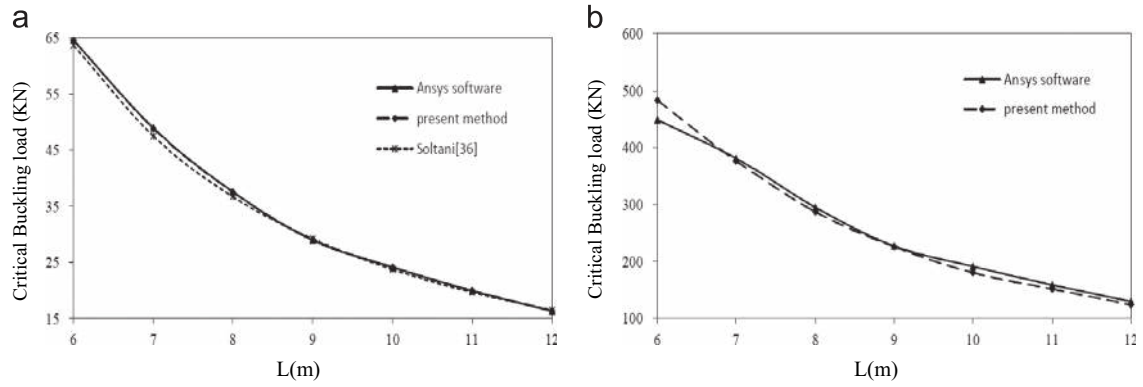 a
65
55
45
35
25
15
Critical Buckling load (KN)
Ansys software
present method
Soltani[36]
6 7 8 9 10 11 12
L(m)
b
600
500
400
300
200
100
Critical Buckling load (KN)
Ansys software
present method
6 7 8 9 10 11 12
L(m)